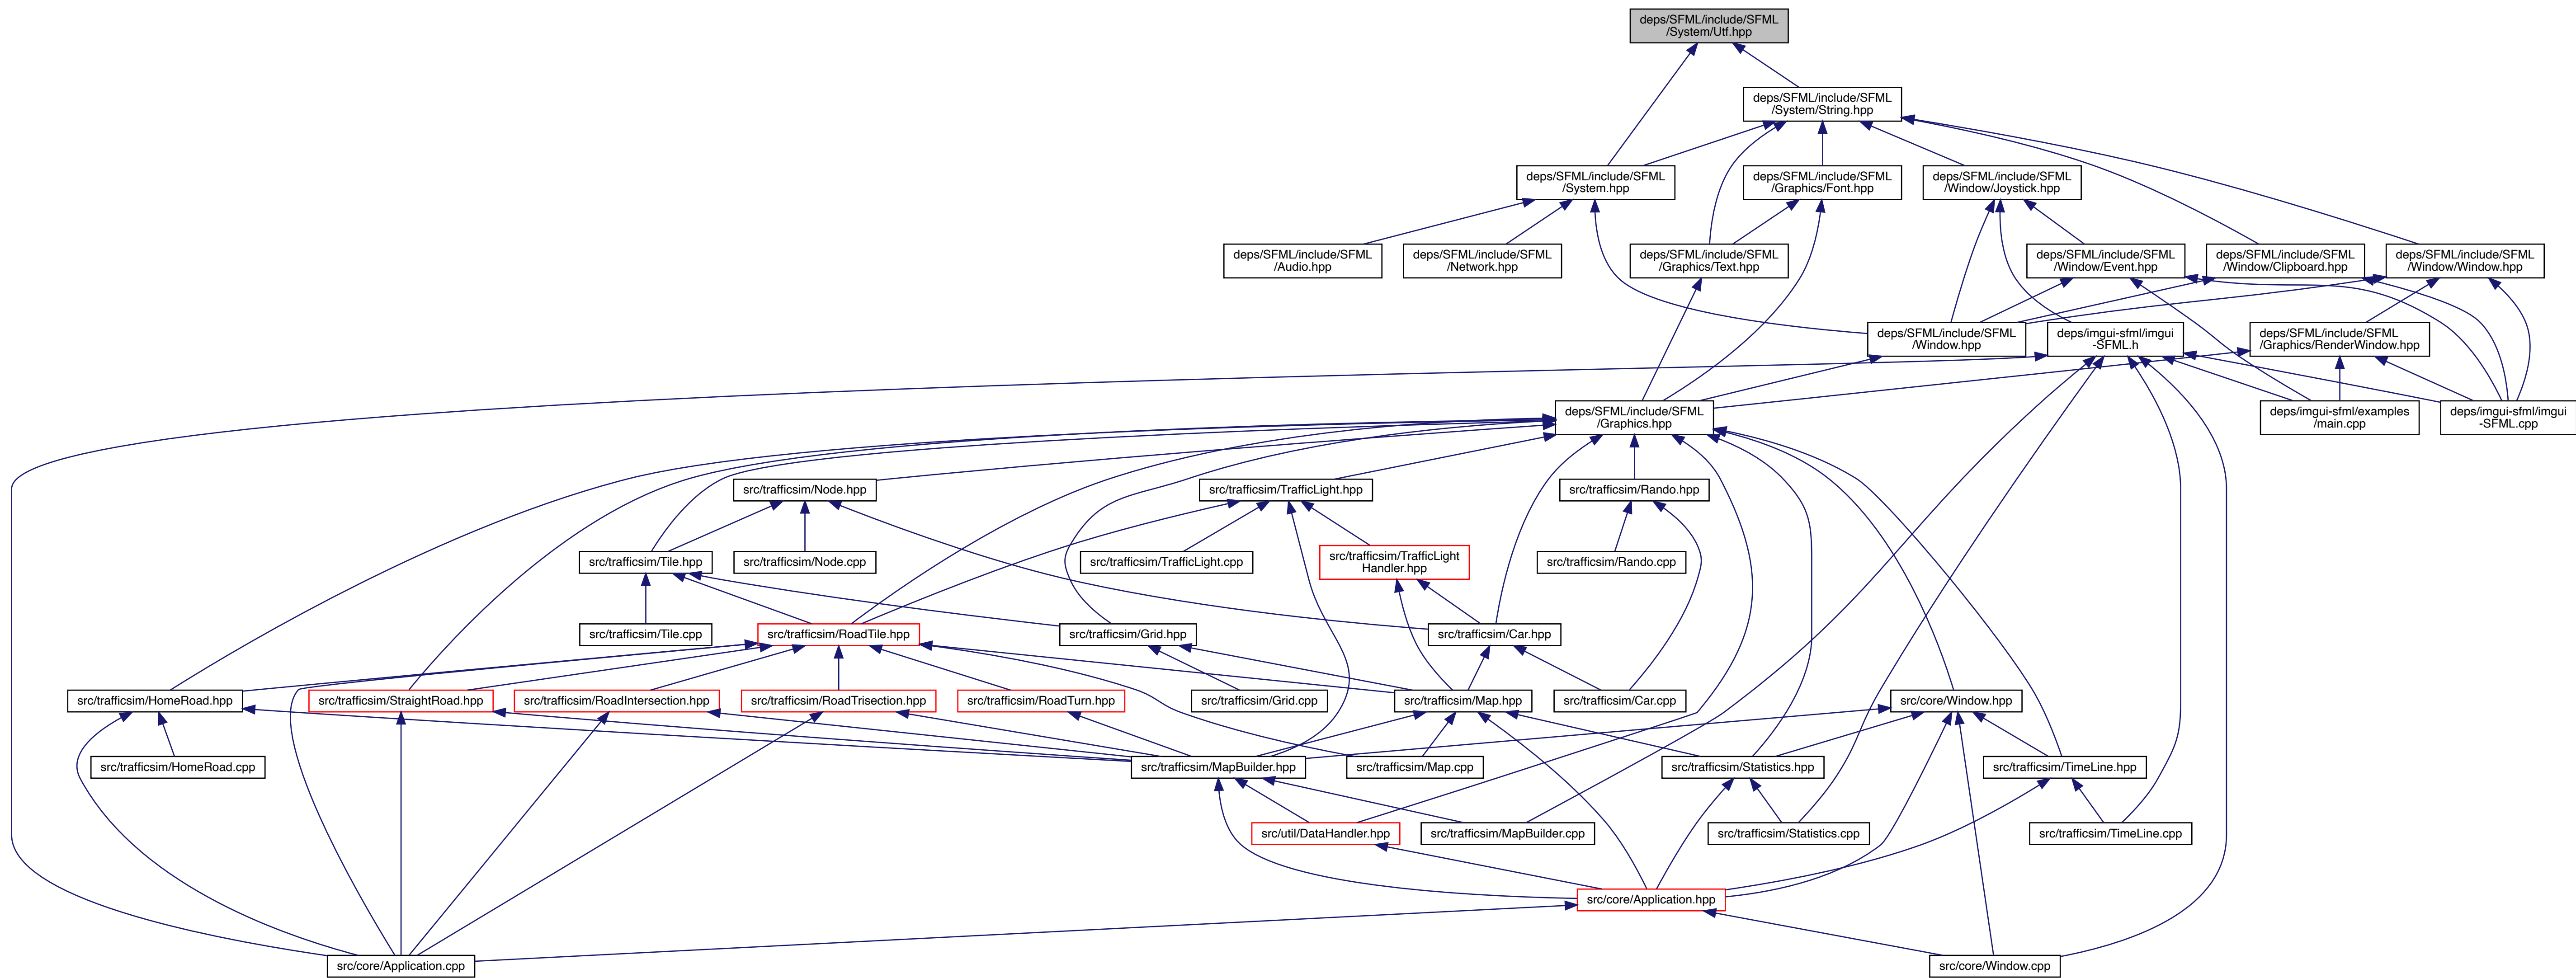 deps/SFML/include/SFML
/System/Utf.hpp
deps/SFML/include/SFML
/System/String.hpp
deps/SFML/include/SFML
/System.hpp
deps/SFML/include/SFML
/Graphics/Font.hpp
deps/SFML/include/SFML
/Window/Joystick.hpp
deps/SFML/include/SFML
/Audio.hpp
deps/SFML/include/SFML
/Network.hpp
deps/SFML/include/SFML
/Graphics/Text.hpp
deps/SFML/include/SFML
/Window/Event.hpp
deps/SFML/include/SFML
/Window/Clipboard.hpp
deps/SFML/include/SFML
/Window/Window.hpp
deps/SFML/include/SFML
/Window.hpp
deps/imgui-sfml/imgui
-SFML.h
deps/SFML/include/SFML
/Graphics/RenderWindow.hpp
deps/SFML/include/SFML
/Graphics.hpp
deps/imgui-sfml/examples
/main.cpp
deps/imgui-sfml/imgui
-SFML.cpp
src/trafficsim/Node.hpp
src/trafficsim/TrafficLight.hpp
src/trafficsim/Rando.hpp
src/trafficsim/Tile.hpp
src/trafficsim/Node.cpp
src/trafficsim/TrafficLight.cpp
src/trafficsim/TrafficLight
Handler.hpp
src/trafficsim/Rando.cpp
src/trafficsim/Tile.cpp
src/trafficsim/RoadTile.hpp
src/trafficsim/Grid.hpp
src/trafficsim/Car.hpp
src/trafficsim/HomeRoad.hpp
src/trafficsim/StraightRoad.hpp
src/trafficsim/RoadIntersection.hpp
src/trafficsim/RoadTrisection.hpp
src/trafficsim/RoadTurn.hpp
src/trafficsim/Grid.cpp
src/trafficsim/Map.hpp
src/trafficsim/Car.cpp
src/core/Window.hpp
src/trafficsim/HomeRoad.cpp
src/trafficsim/MapBuilder.hpp
src/trafficsim/Map.cpp
src/trafficsim/Statistics.hpp
src/trafficsim/TimeLine.hpp
src/util/DataHandler.hpp
src/trafficsim/MapBuilder.cpp
src/trafficsim/Statistics.cpp
src/trafficsim/TimeLine.cpp
src/core/Application.hpp
src/core/Application.cpp
src/core/Window.cpp